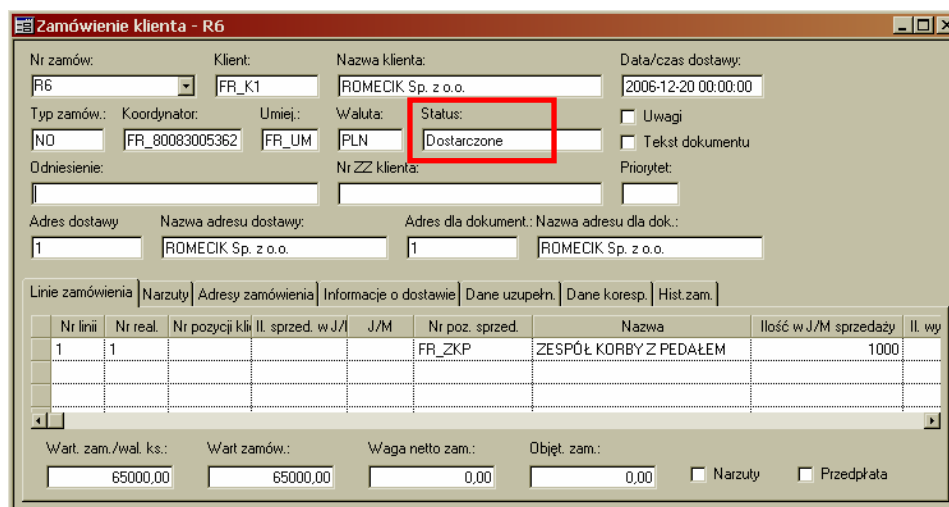 Zamówienie klienta - R6
Nr zamów: Klient: Nazwa klienta: Data/czas dostawy:
R6 FR_K1 ROMECIK Sp. z o.o. 2006-12-20 00:00:00
Typ zamów.: Koordynator: Umiej.: Waluta: Status: Uwagi
NO FR_80083005362 FR_UM PLN Dostarczone Tekst dokumentu
Odniesienie: Nr ZZ klienta: Priorytet:
Adres dostawy Nazwa adresu dostawy: Adres dla dokument.: Nazwa adresu dla dok.:
1 ROMECIK Sp. z o.o. 1 ROMECIK Sp. z o.o.
Linie zamówienia Narzuty Adresy zamówienia Informacje o dostawie Dane uzupełn. Dane koresp. Hist.zam.
Nr linii Nr real. Nr pozycji kli Il. sprzed. w J/ J/M Nr poz. sprzed. Nazwa Ilość w J/M sprzedaży Il. wy
1 1 FR_ZKP ZESPÓŁ KORBY Z PEDAŁEM 1000
Wart. zam./wal. ks.: Wart zamów.: Waga netto zam.: Objęt. zam.:
65000,00 65000,00 0,00 0,00 Narzuty Przedpłata